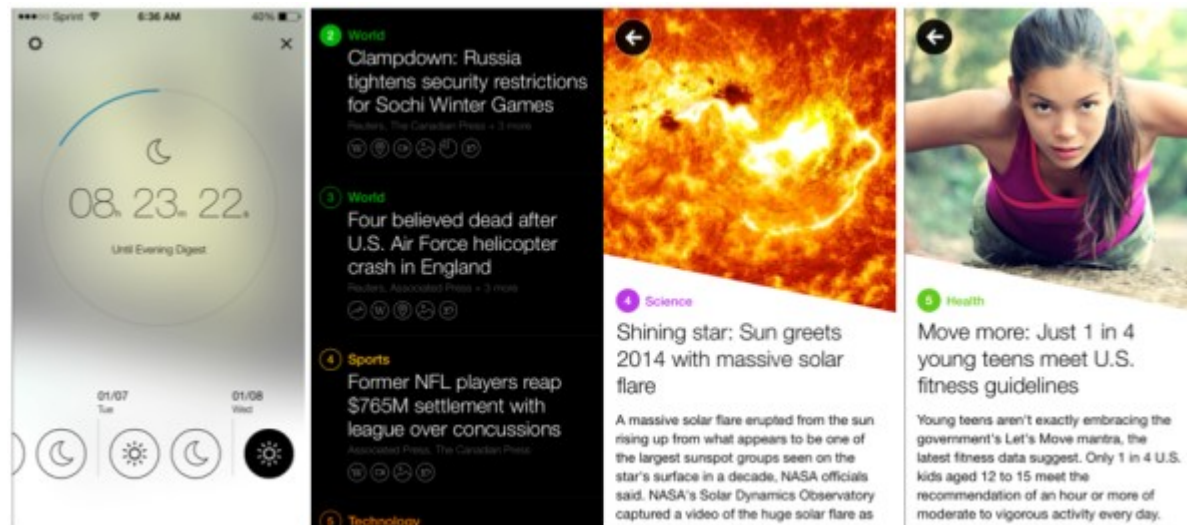 Sprint 6:36 AM 40%
08h 23m 22s
Until Evening Digest
01/07 01/08
Tue Wed
2 World
Clampdown: Russia
tightens security restrictions
for Sochi Winter Games
Reuters, The Canadian Press + 3 more
3 World
Four believed dead after
U.S. Air Force helicopter
crash in England
Reuters, Associated Press + 3 more
4 Sports
Former NFL players reap
$765M settlement with
league over concussions
Associated Press, The Canadian Press
5 Technology
4 Science
Shining star: Sun greets
2014 with massive solar
flare
A massive solar flare erupted from the sun
rising up from what appears to be one of
the largest sunspot groups seen on the
star's surface in a decade, NASA officials
said. NASA's Solar Dynamics Observatory
captured a video of the huge solar flare as
5 Health
Move more: Just 1 in 4
young teens meet U.S.
fitness guidelines
Young teens aren't exactly embracing the
government's Let's Move mantra, the
latest fitness data suggest. Only 1 in 4 U.S.
kids aged 12 to 15 meet the
recommendation of an hour or more of
moderate to vigorous activity every day.